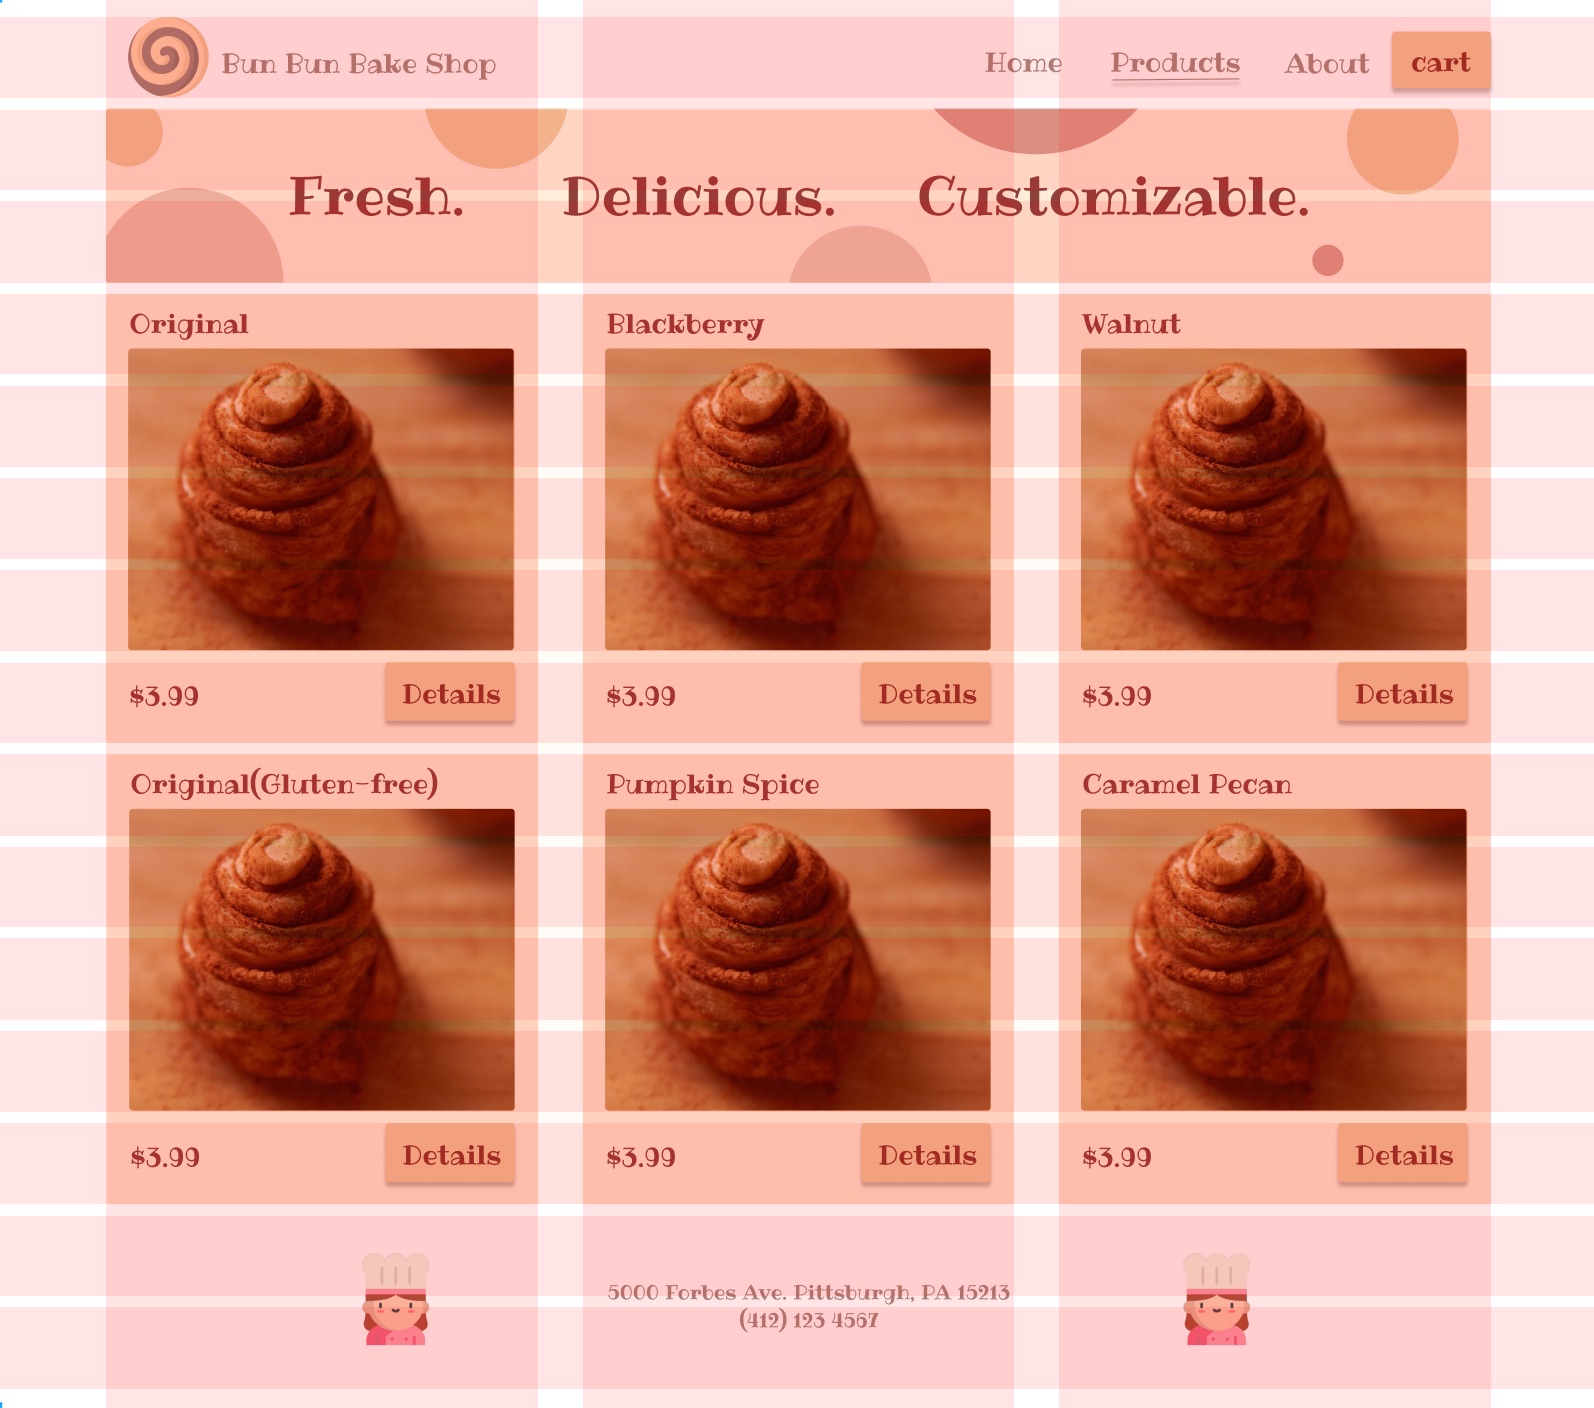 Bun Bun Bake Shop Home Products About cart
Fresh. Delicious. Customizable.
Original Blackberry Walnut
$3.99 Details $3.99 Details $3.99 Details
Original(Gluten-free) Pumpkin Spice Caramel Pecan
$3.99 Details $3.99 Details $3.99 Details
5000 Forbes Ave. Pittsburgh, PA 15213
(412) 123 4567